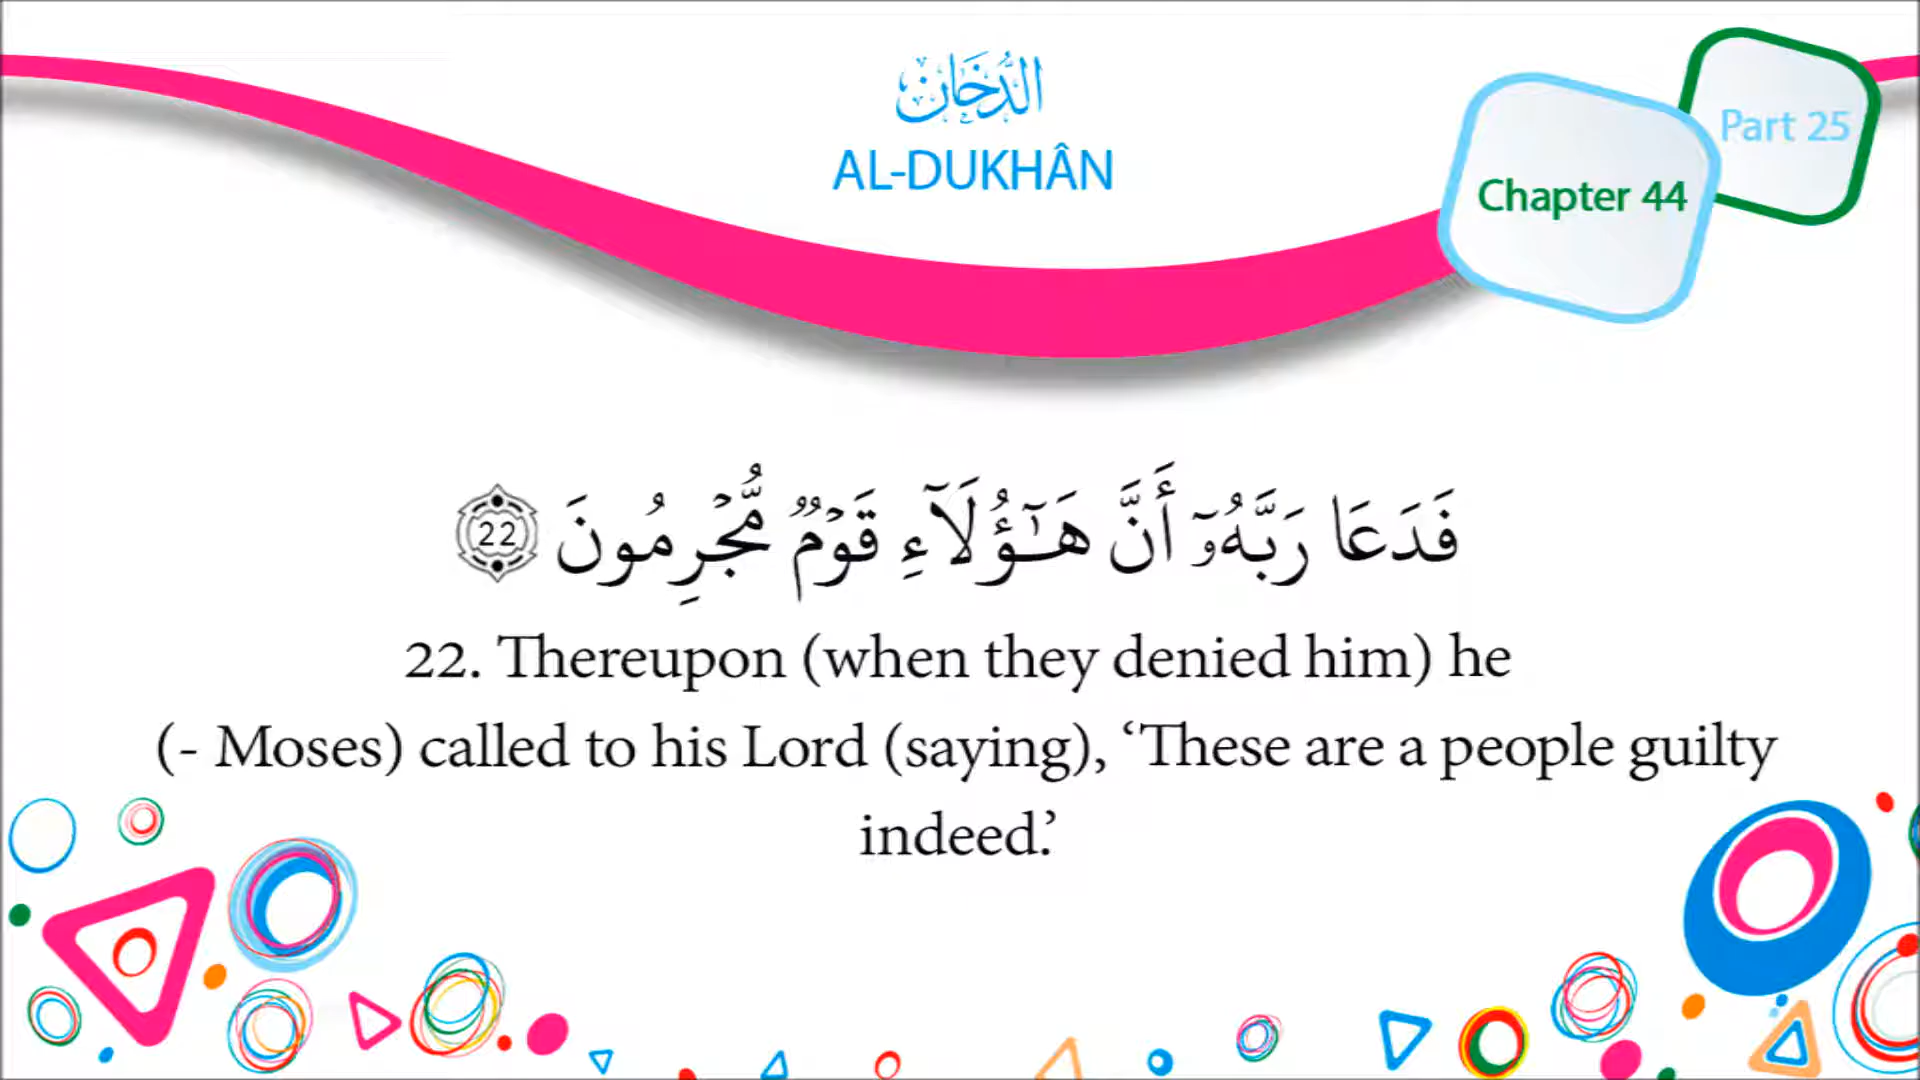 الدُّخَان
AL-DUKHÂN
Part 25
Chapter 44
فَدَعَا رَبَّهُۥٓ أَنَّ هَـٰٓؤُلَآءِ قَوْمٌ مُّجْرِمُونَ 22
22. Thereupon (when they denied him) he
(- Moses) called to his Lord (saying), ‘These are a people guilty
indeed.’